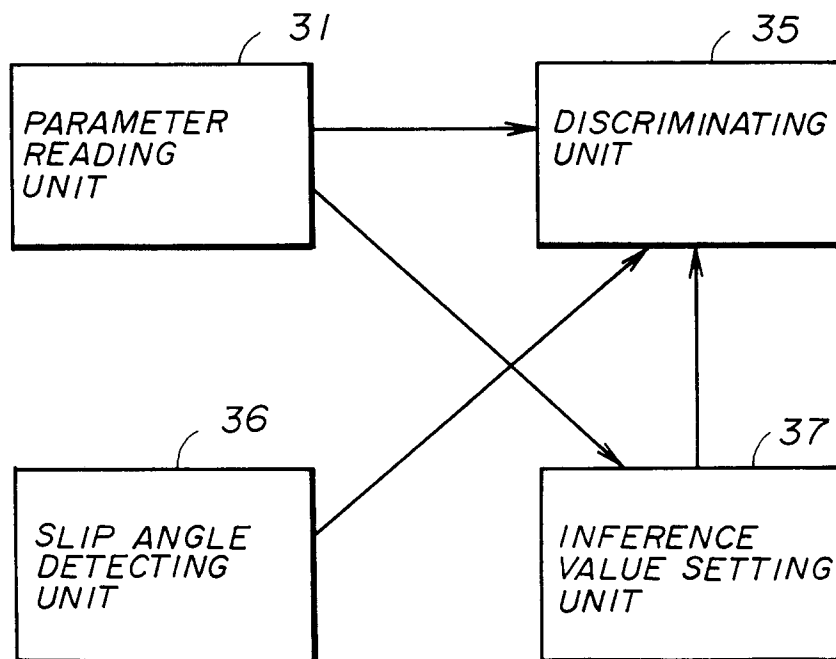 31
PARAMETER
READING
UNIT
35
DISCRIMINATING
UNIT
36
SLIP ANGLE
DETECTING
UNIT
37
INFERENCE
VALUE SETTING
UNIT